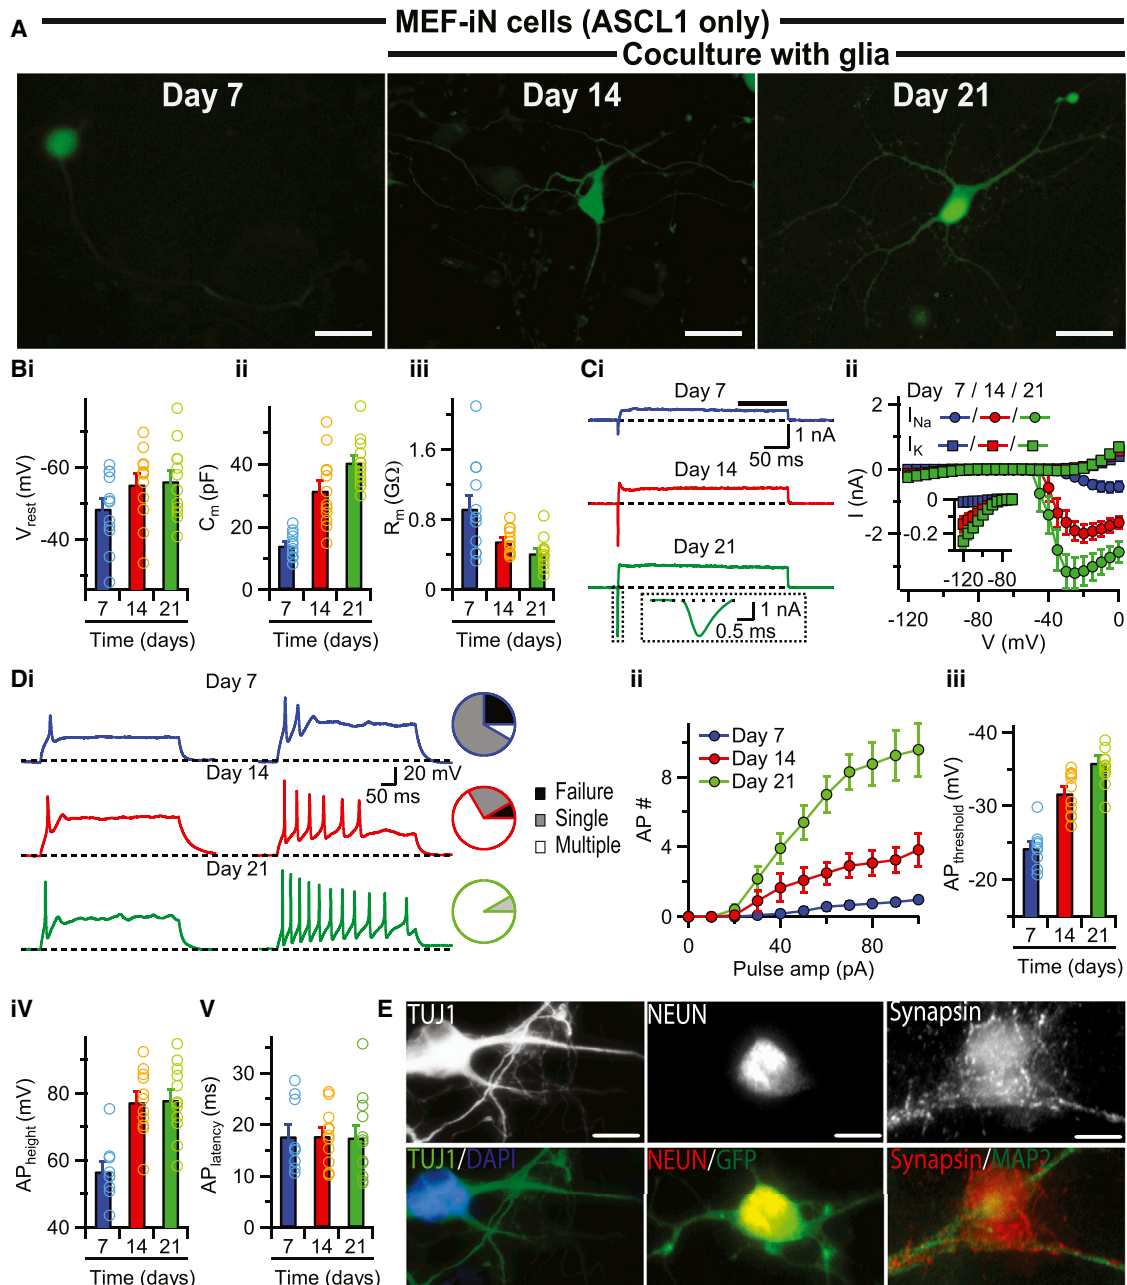 A
MEF-iN cells (ASCL1 only)
Coculture with glia
Day 7
Day 14
Day 21
Bi
Vrest (mV)
-60
-40
7 14 21
Time (days)
ii
Cm (pF)
40
20
0
7 14 21
Time (days)
iii
Rm (GΩ)
1.6
0.8
0
7 14 21
Time (days)
Ci
Day 7
1 nA
50 ms
Day 14
Day 21
1 nA
0.5 ms
ii
Day 7 / 14 / 21
INa
/ /
IK
/ /
I (nA)
2
0
-2
0
-0.2
-120 -80
-120 -80 -40 0
V (mV)
Di
Day 7
20 mV
50 ms
Day 14
Day 21
Failure
Single
Multiple
ii
Day 7
Day 14
Day 21
AP #
8
4
0
0 40 80
Pulse amp (pA)
iii
APthreshold (mV)
-40
-30
-20
7 14 21
Time (days)
iV
APheight (mV)
80
60
40
7 14 21
Time (days)
V
APlatency (ms)
30
20
10
0
7 14 21
Time (days)
E
TUJ1
NEUN
Synapsin
TUJ1/DAPI
NEUN/GFP
Synapsin/MAP2